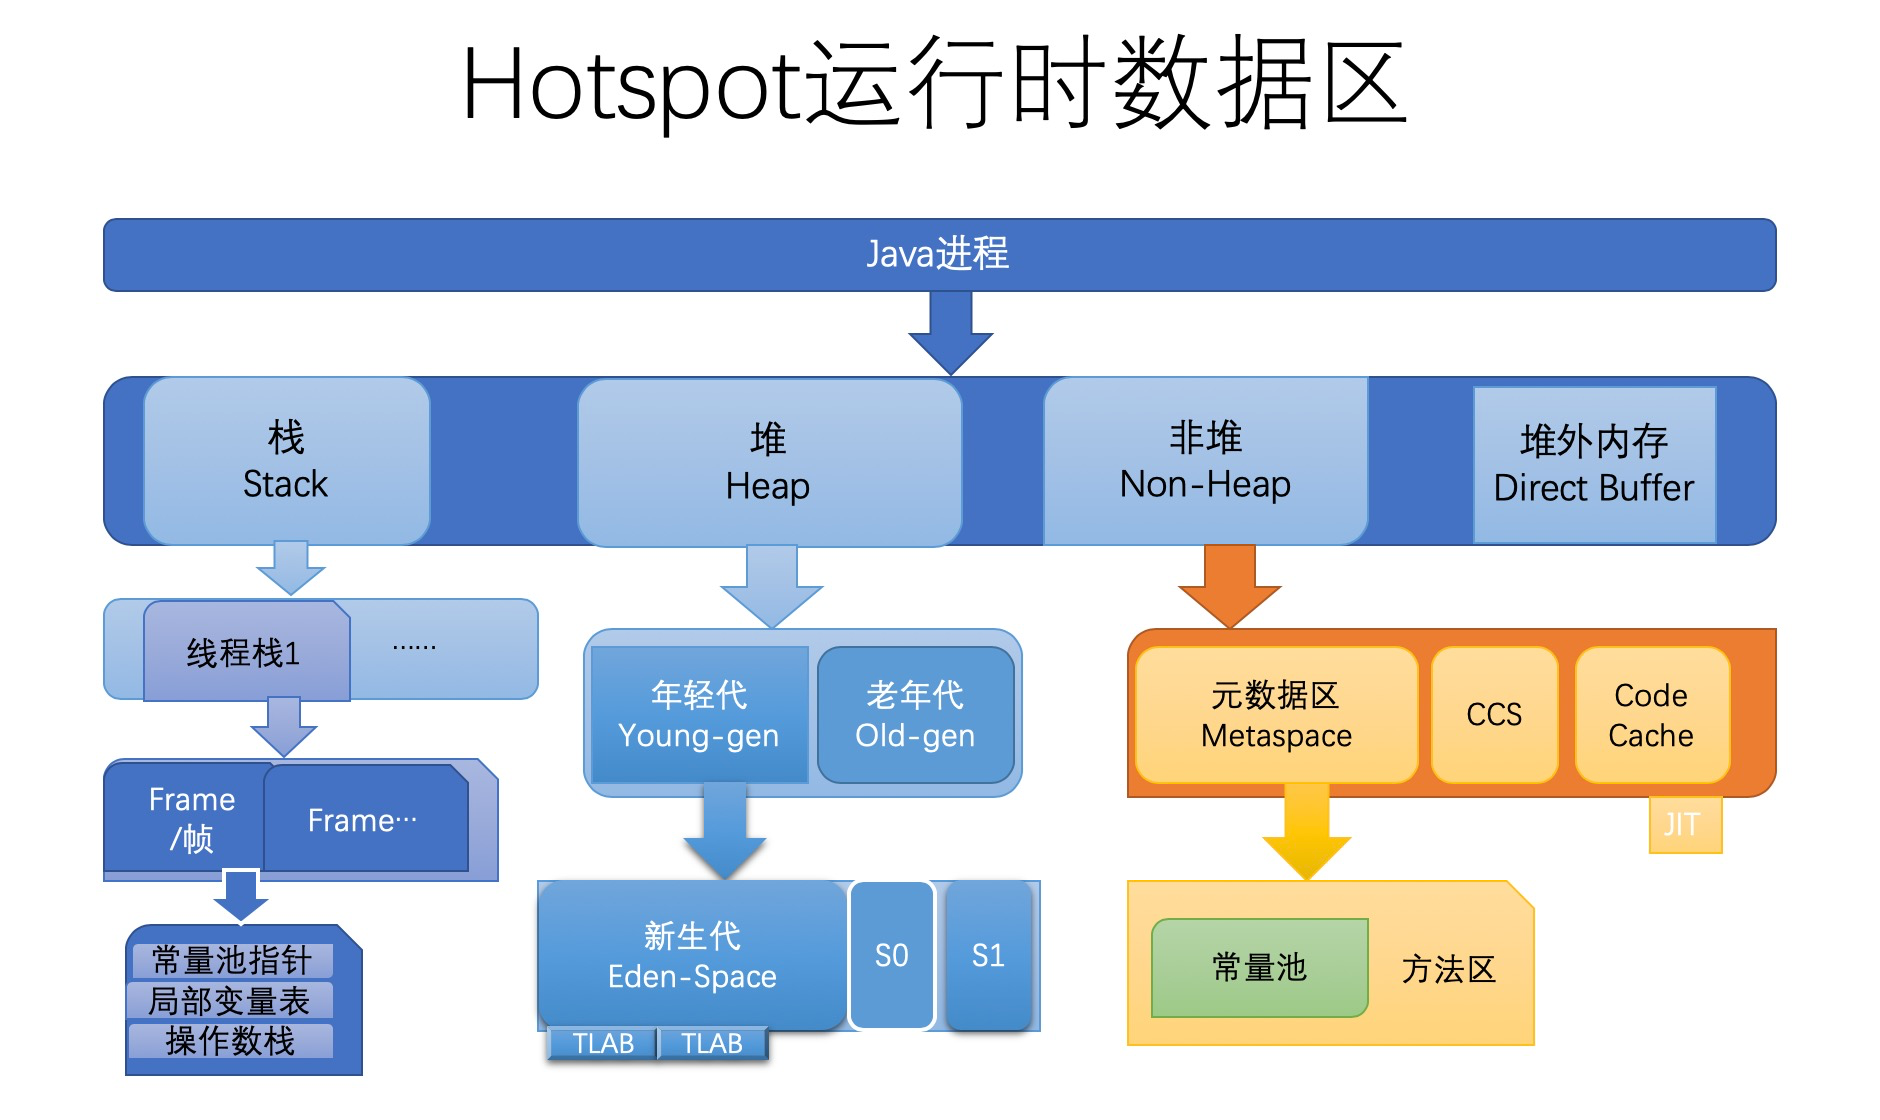 Hotspot运行时数据区
Java进程
栈
Stack
堆
Heap
非堆
Non-Heap
堆外内存
Direct Buffer
线程栈1
……
年轻代
Young-gen
老年代
Old-gen
元数据区
Metaspace
CCS
Code
Cache
JIT
Frame
/帧
Frame…
新生代
Eden-Space
S0
S1
TLAB
TLAB
常量池
方法区
常量池指针
局部变量表
操作数栈